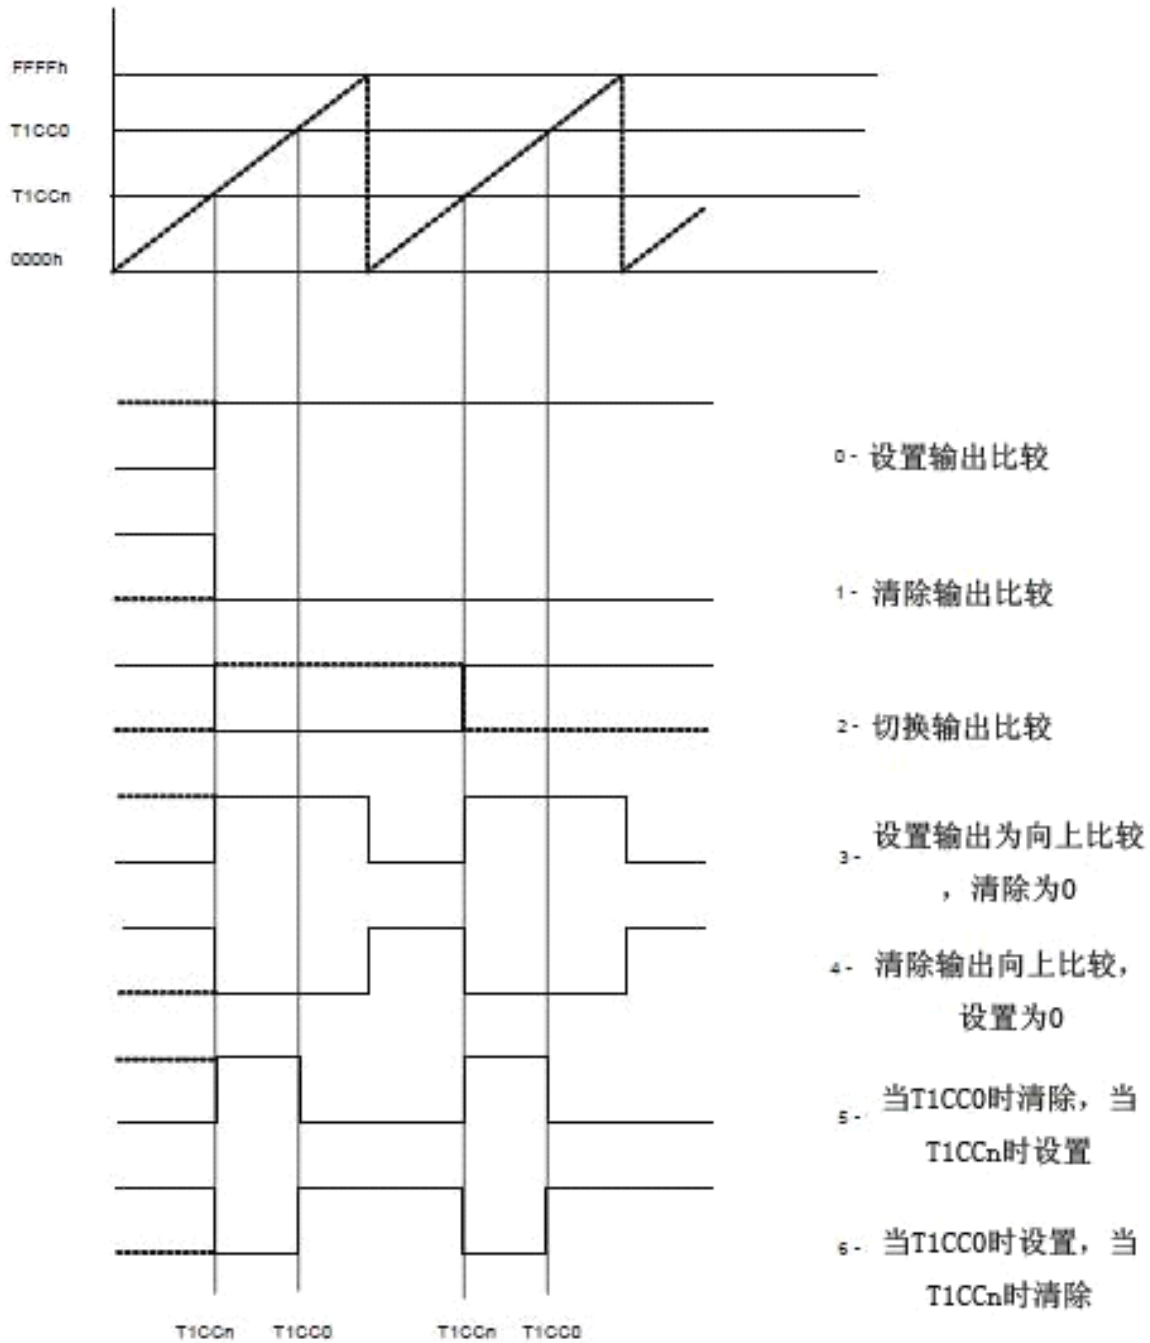 FFFFh
T1CC0
T1CCn
0000h
0- 设置输出比较
1- 清除输出比较
2- 切换输出比较
3- 设置输出为向上比较
，清除为0
4- 清除输出向上比较，
设置为0
5- 当T1CC0时清除，当
T1CCn时设置
6- 当T1CC0时设置，当
T1CCn时清除
T1CCn T1CC0 T1CCn T1CC0